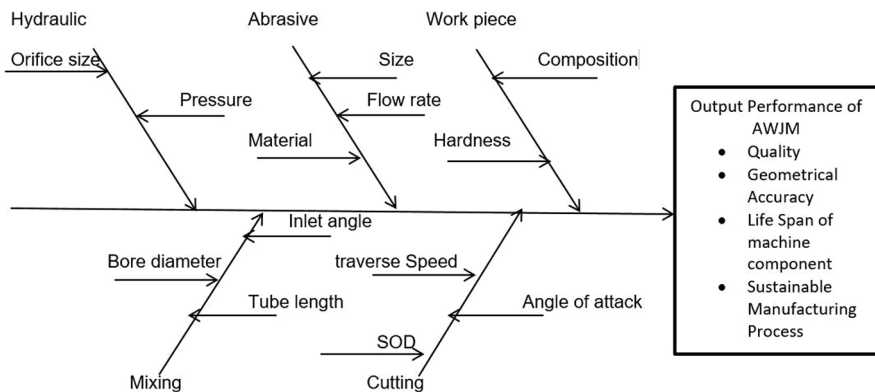 Hydraulic
Abrasive
Work piece
Orifice size
Size
Composition
Pressure
Flow rate
Material
Hardness
Inlet angle
Bore diameter
traverse Speed
Tube length
Angle of attack
SOD
Mixing
Cutting
Output Performance of
AWJM
• Quality
• Geometrical
Accuracy
• Life Span of
machine
component
• Sustainable
Manufacturing
Process